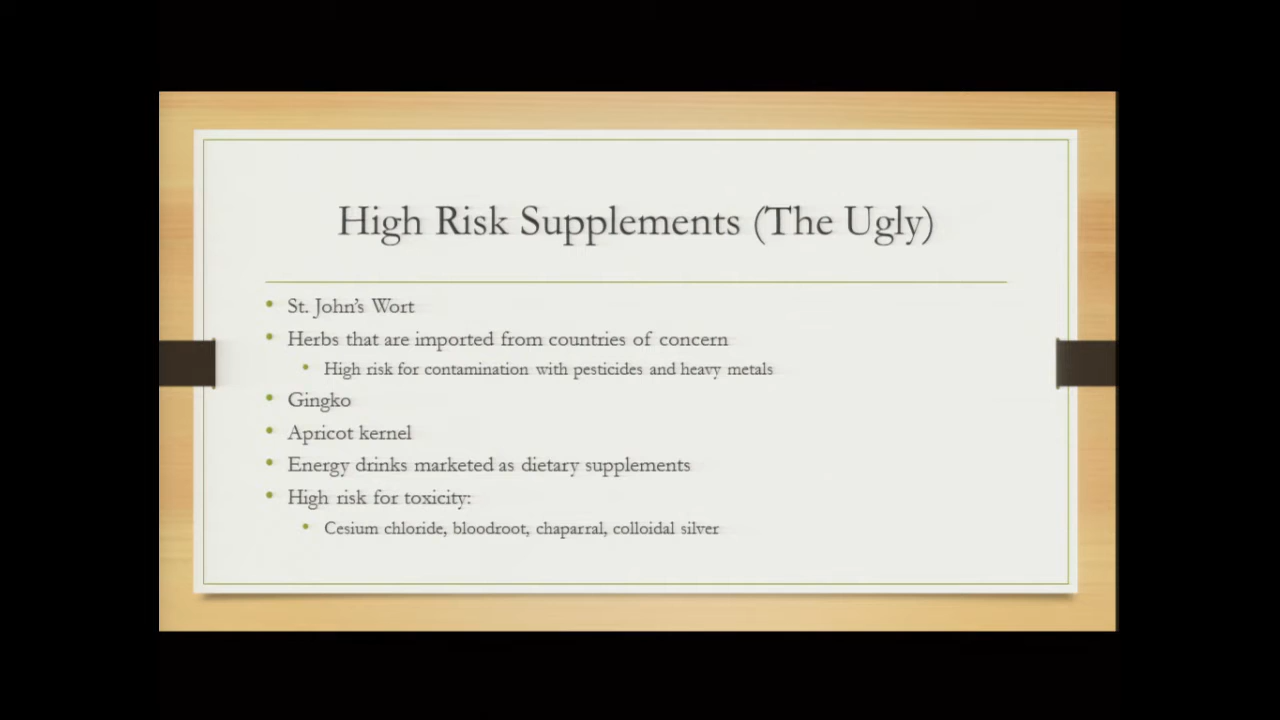 High Risk Supplements (The Ugly)
• St. John's Wort
• Herbs that are imported from countries of concern
• High risk for contamination with pesticides and heavy metals
• Gingko
• Apricot kernel
• Energy drinks marketed as dietary supplements
• High risk for toxicity:
• Cesium chloride, bloodroot, chaparral, colloidal silver